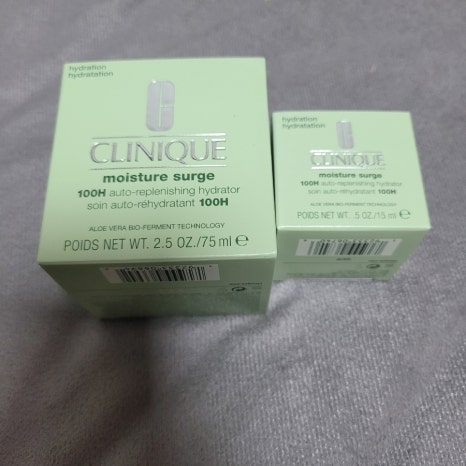 hydration
hydratation
CLINIQUE
moisture surge
100H auto-replenishing hydrator
soin auto-réhydratant 100H
ALOE VERA BIO-FERMENT TECHNOLOGY
POIDS NET WT. 2.5 OZ./75 ml ℮
hydration
hydratation
CLINIQUE
moisture surge
100H auto-replenishing hydrator
soin auto-réhydratant 100H
ALOE VERA BIO-FERMENT TECHNOLOGY
POIDS NET WT. .5 OZ./15 ml ℮